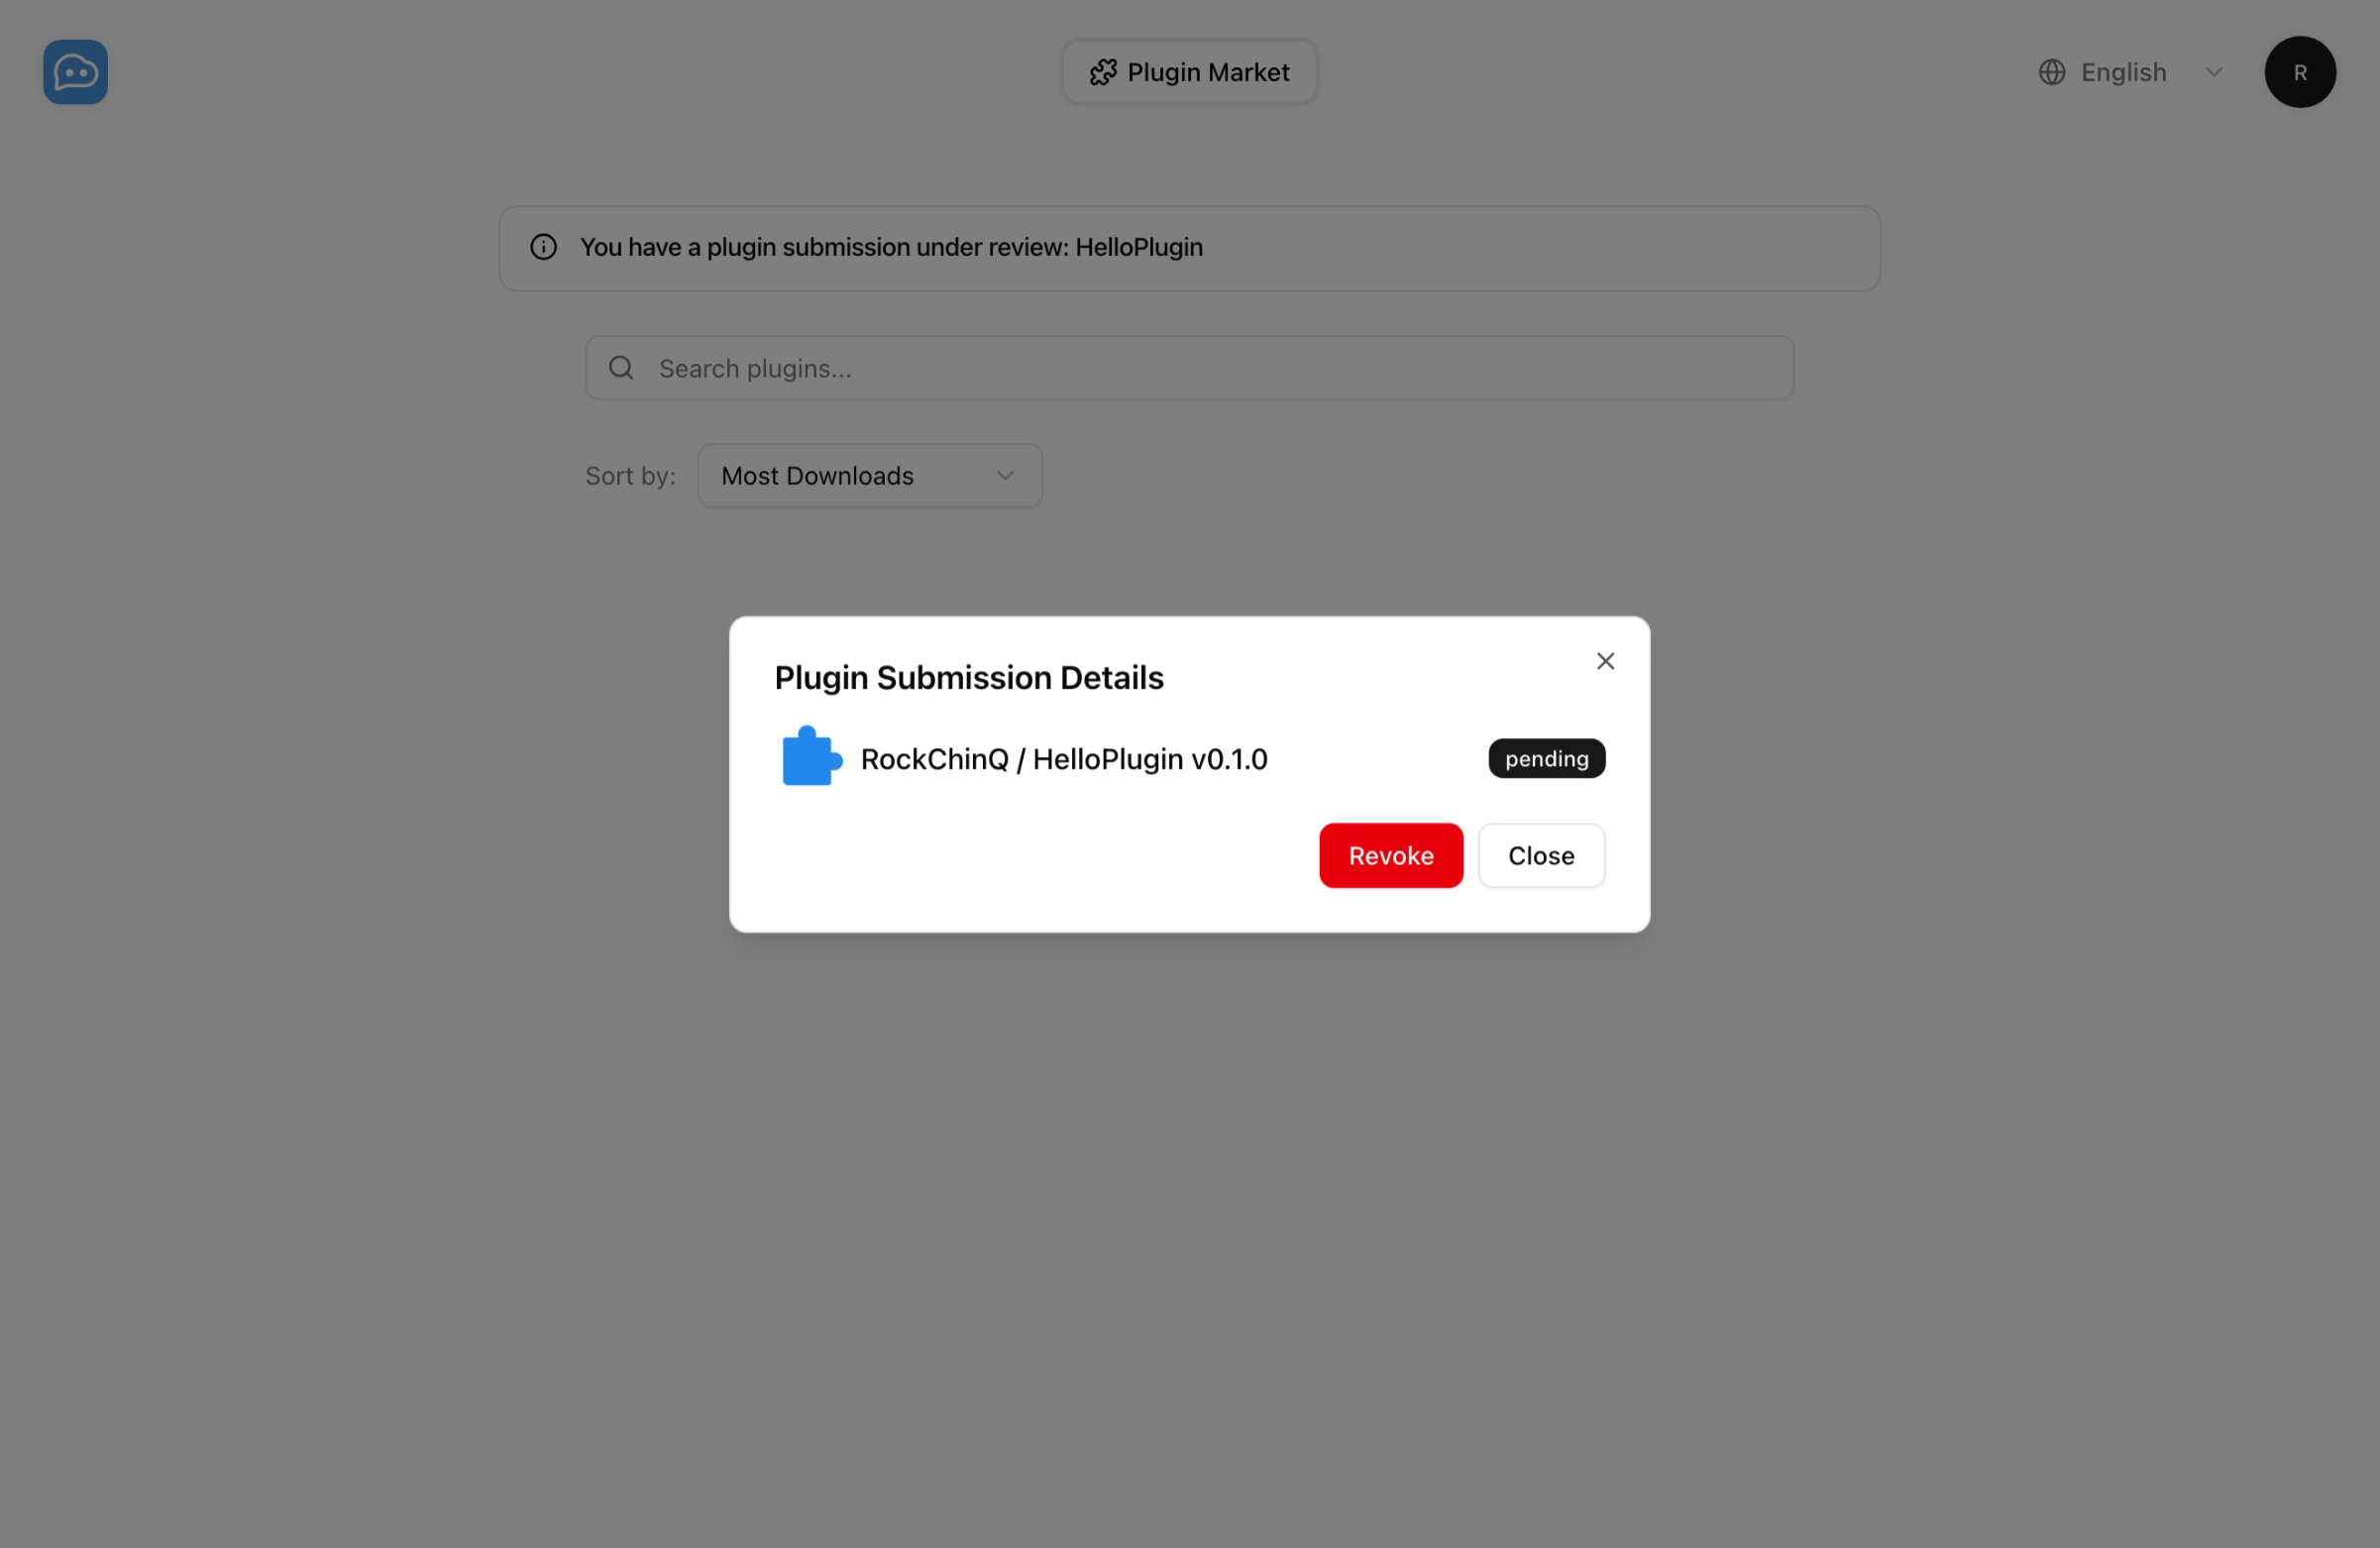 Plugin Market
English
R
You have a plugin submission under review: HelloPlugin
Search plugins...
Sort by:
Most Downloads
Plugin Submission Details
RockChinQ / HelloPlugin v0.1.0
pending
Revoke
Close